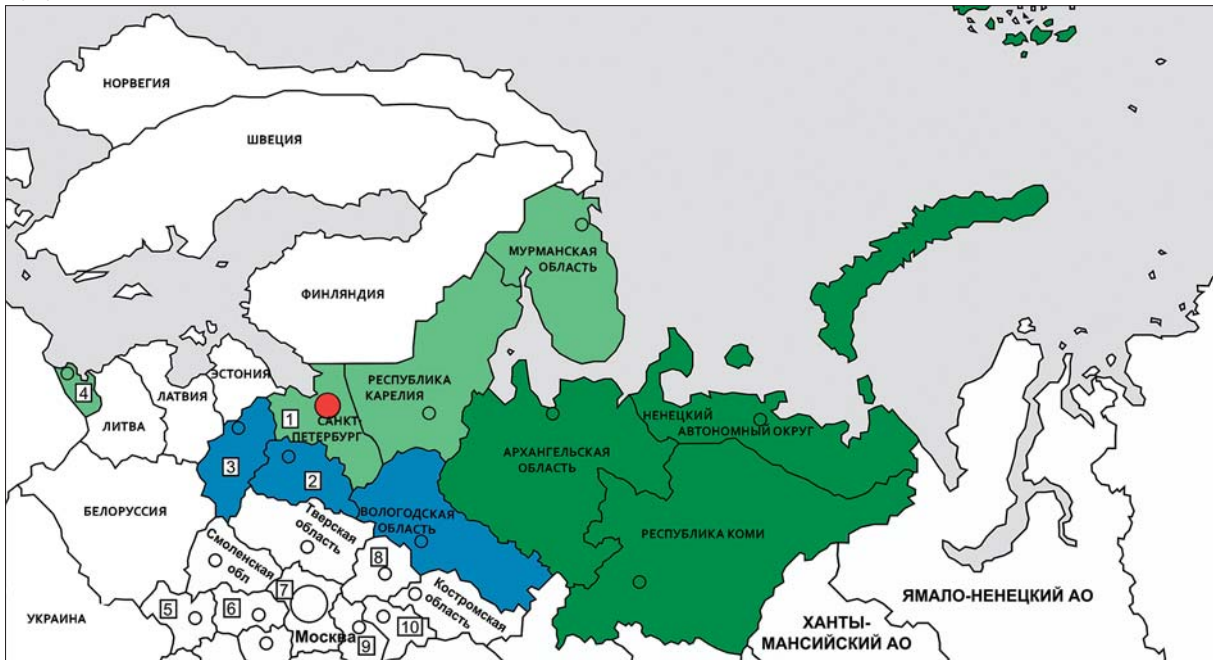 НОРВЕГИЯ
ШВЕЦИЯ
МУРМАНСКАЯ
ОБЛАСТЬ
ФИНЛЯНДИЯ
ЭСТОНИЯ
РЕСПУБЛИКА
КАРЕЛИЯ
4
ЛАТВИЯ
ЛИТВА
1
САНКТ-
ПЕТЕРБУРГ
НЕНЕЦКИЙ
АВТОНОМНЫЙ ОКРУГ
АРХАНГЕЛЬСКАЯ
ОБЛАСТЬ
3
2
БЕЛОРУССИЯ
ВОЛОГОДСКАЯ
ОБЛАСТЬ
Тверская
область
РЕСПУБЛИКА КОМИ
Смоленская
обл
8
7
Костромская
область
ЯМАЛО-НЕНЕЦКИЙ АО
УКРАИНА
5
6
10
Москва
9
ХАНТЫ-
МАНСИЙСКИЙ АО